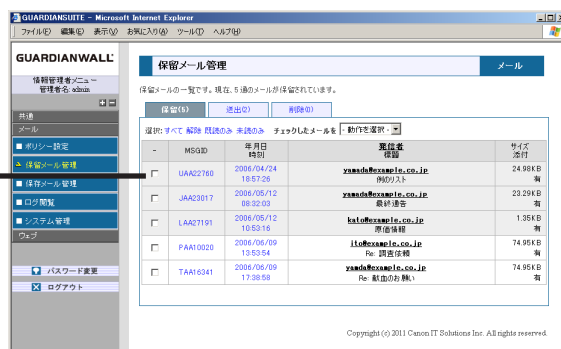 GUARDIANSUITE - Microsoft Internet Explorer
ファイル(F) 編集(E) 表示(V) お気に入り(A) ツール(T) ヘルプ(H)
GUARDIANWALL
情報管理者メニュー
管理者名: admin
共通
メール
ポリシー設定
保留メール管理
保存メール管理
ログ閲覧
システム管理
ウェブ
パスワード変更
ログアウト
保留メール管理 メール
保留メールの一覧です。現在、5 通のメールが保留されています。
保留(5) 送出(2) 削除(0)
選択: すべて 解除 既読のみ 未読のみ チェックしたメールを - 動作を選択 -
- MSGID 年月日 発信者 サイズ
時刻 標題 添付
UAA22760 2006/04/24 yamada@example.co.jp 24.98KB
18:57:26 例のリスト 有
JAA23017 2006/05/12 yamada@example.co.jp 23.29KB
08:32:03 最終通告 有
LAA27191 2006/05/12 kato@example.co.jp 1.35KB
10:53:16 原価情報 有
PAA10020 2006/06/09 ito@example.co.jp 74.95KB
13:53:54 Re: 調査依頼 有
TAA16341 2006/06/09 yamada@example.co.jp 74.95KB
17:38:58 Re: 献血のお願い 有
Copyright (c) 2011 Canon IT Solutions Inc. All rights reserved.